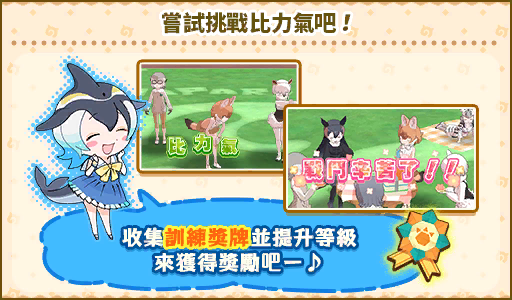 嘗試挑戰比力氣吧！
PARK
比力氣
戰鬥辛苦了！！
收集訓練獎牌並提升等級
來獲得獎勵吧ー♪